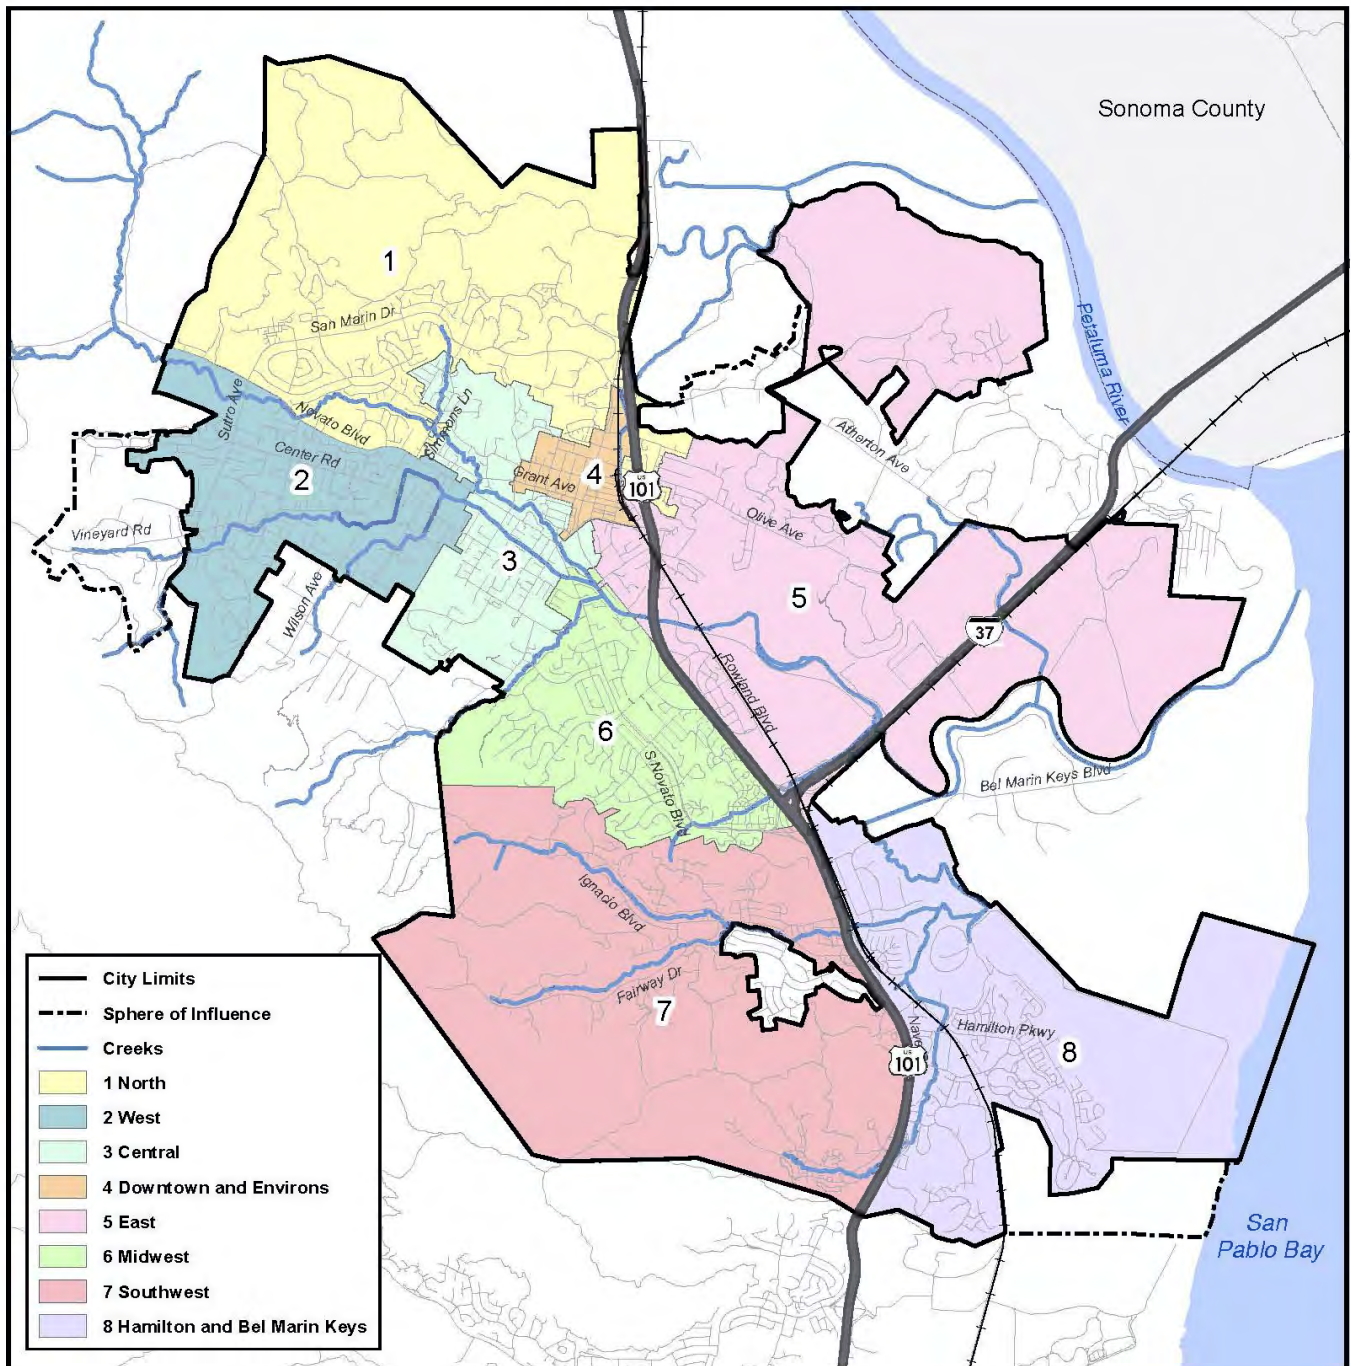 Sonoma County
1
San Marin Dr
Petaluma River
Sutro Ave
Novato Blvd
Simmons Ln
Center Rd
2
Grant Ave
4
US
101
Atherton Ave
Vineyard Rd
Olive Ave
3
Wilson Ave
5
37
Rowland Blvd
6
S Novato Blvd
Bel Marin Keys Blvd
Ignacio Blvd
Fairway Dr
7
Nave
Hamilton Pkwy
8
US
101
San
Pablo Bay
City Limits
Sphere of Influence
Creeks
1 North
2 West
3 Central
4 Downtown and Environs
5 East
6 Midwest
7 Southwest
8 Hamilton and Bel Marin Keys